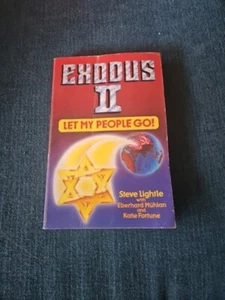 EXODUS
II
LET MY PEOPLE GO!
Steve Lightle
with
Eberhard Mühlan
and
Katie Fortune